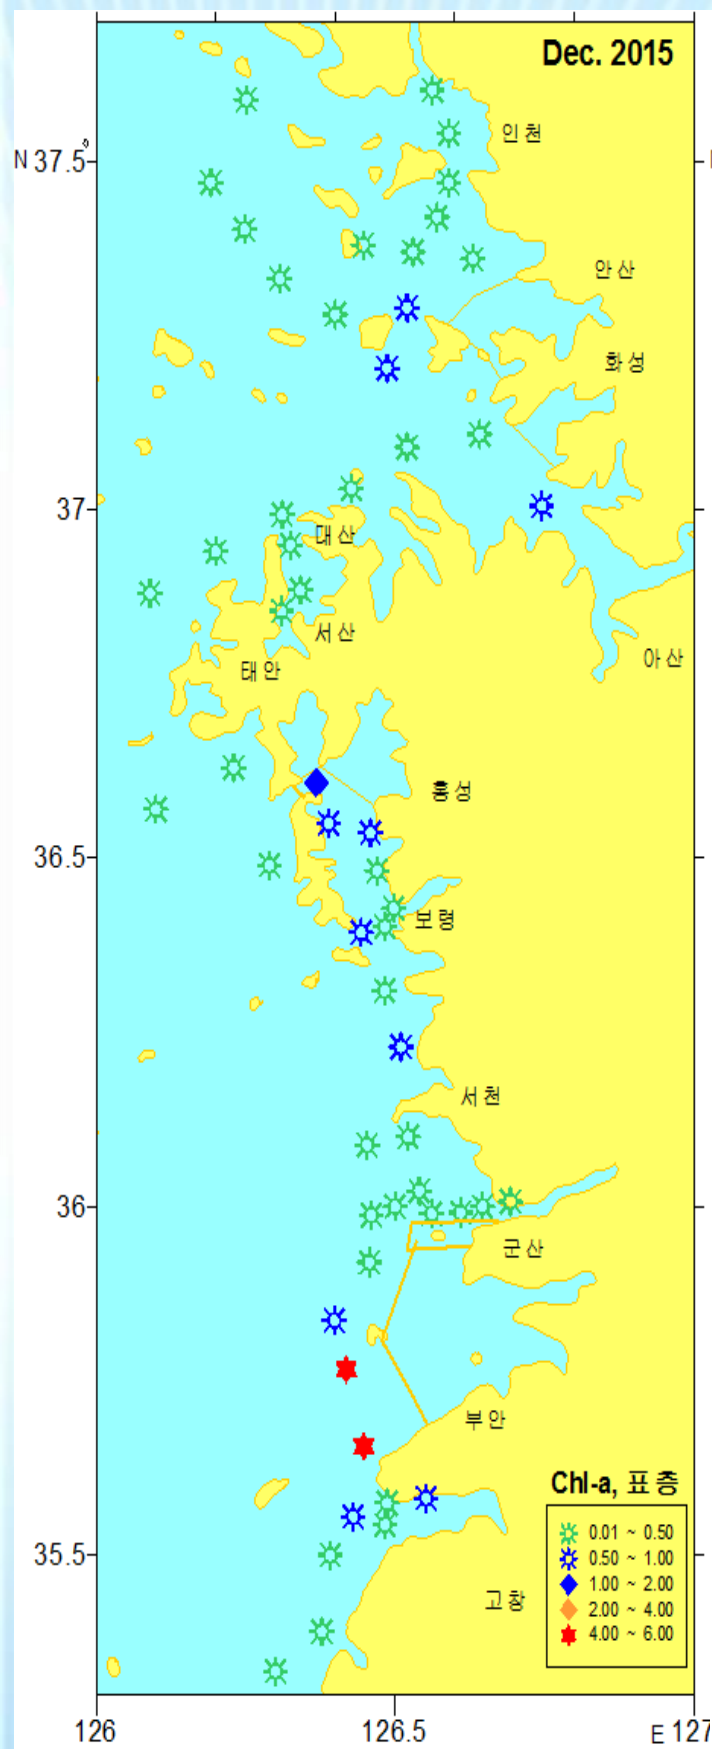 Dec. 2015
인천
N 37.5°
안산
화성
37
대산
서산
태안
아산
홍성
36.5
보령
서천
36
군산
부안
Chl-a, 표층
0.01 ~ 0.50
0.50 ~ 1.00
1.00 ~ 2.00
2.00 ~ 4.00
4.00 ~ 6.00
35.5
고창
126
126.5
E 127